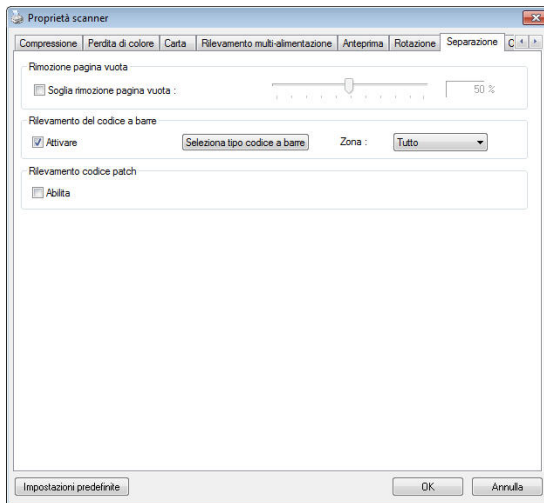 Proprietà scanner
Compressione Perdita di colore Carta Rilevamento multi-alimentazione Anteprima Rotazione Separazione C
Rimozione pagina vuota
Soglia rimozione pagina vuota : 50 %
Rilevamento del codice a barre
Attivare Seleziona tipo codice a barre Zona : Tutto
Rilevamento codice patch
Abilita
Impostazioni predefinite OK Annulla